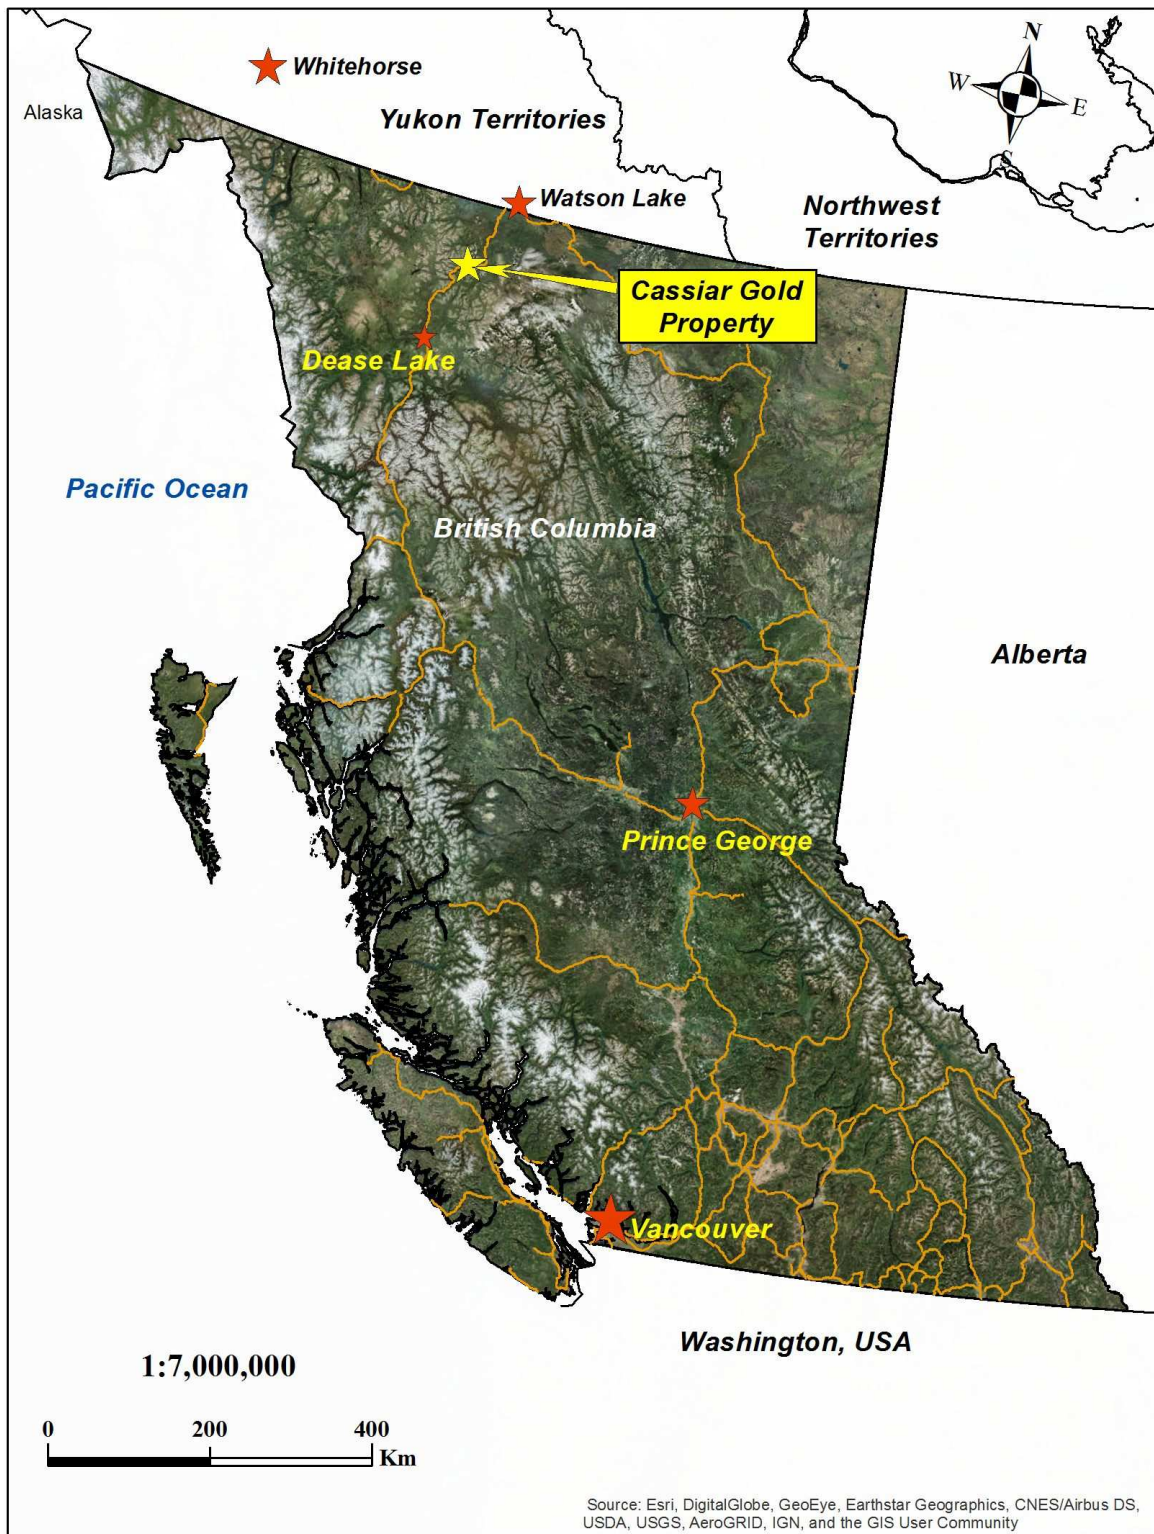 Whitehorse
N
W
E
S
Alaska
Yukon Territories
Watson Lake
Northwest
Territories
Cassiar Gold
Property
Dease Lake
Pacific Ocean
British Columbia
Alberta
Prince George
Vancouver
Washington, USA
1:7,000,000
0 200 400
Km
Source: Esri, DigitalGlobe, GeoEye, Earthstar Geographics, CNES/Airbus DS,
USDA, USGS, AeroGRID, IGN, and the GIS User Community